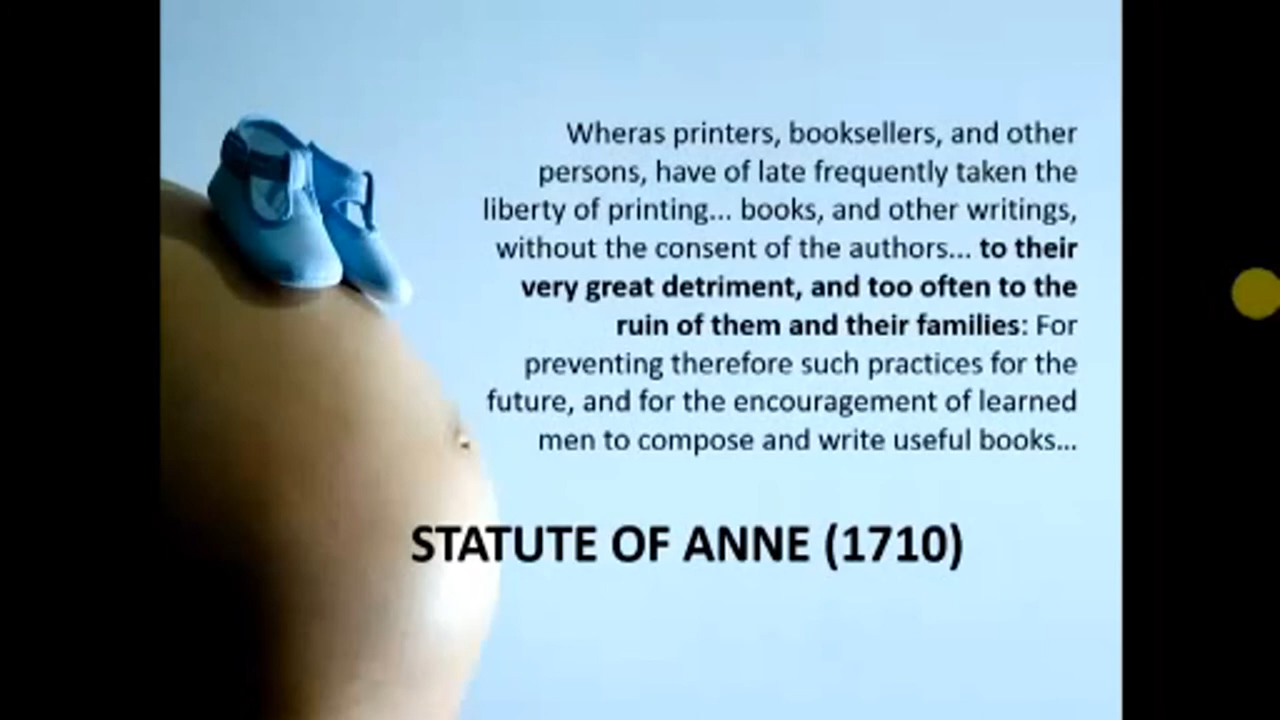 Wheras printers, booksellers, and other
persons, have of late frequently taken the
liberty of printing... books, and other writings,
without the consent of the authors... to their
very great detriment, and too often to the
ruin of them and their families: For
preventing therefore such practices for the
future, and for the encouragement of learned
men to compose and write useful books...
STATUTE OF ANNE (1710)